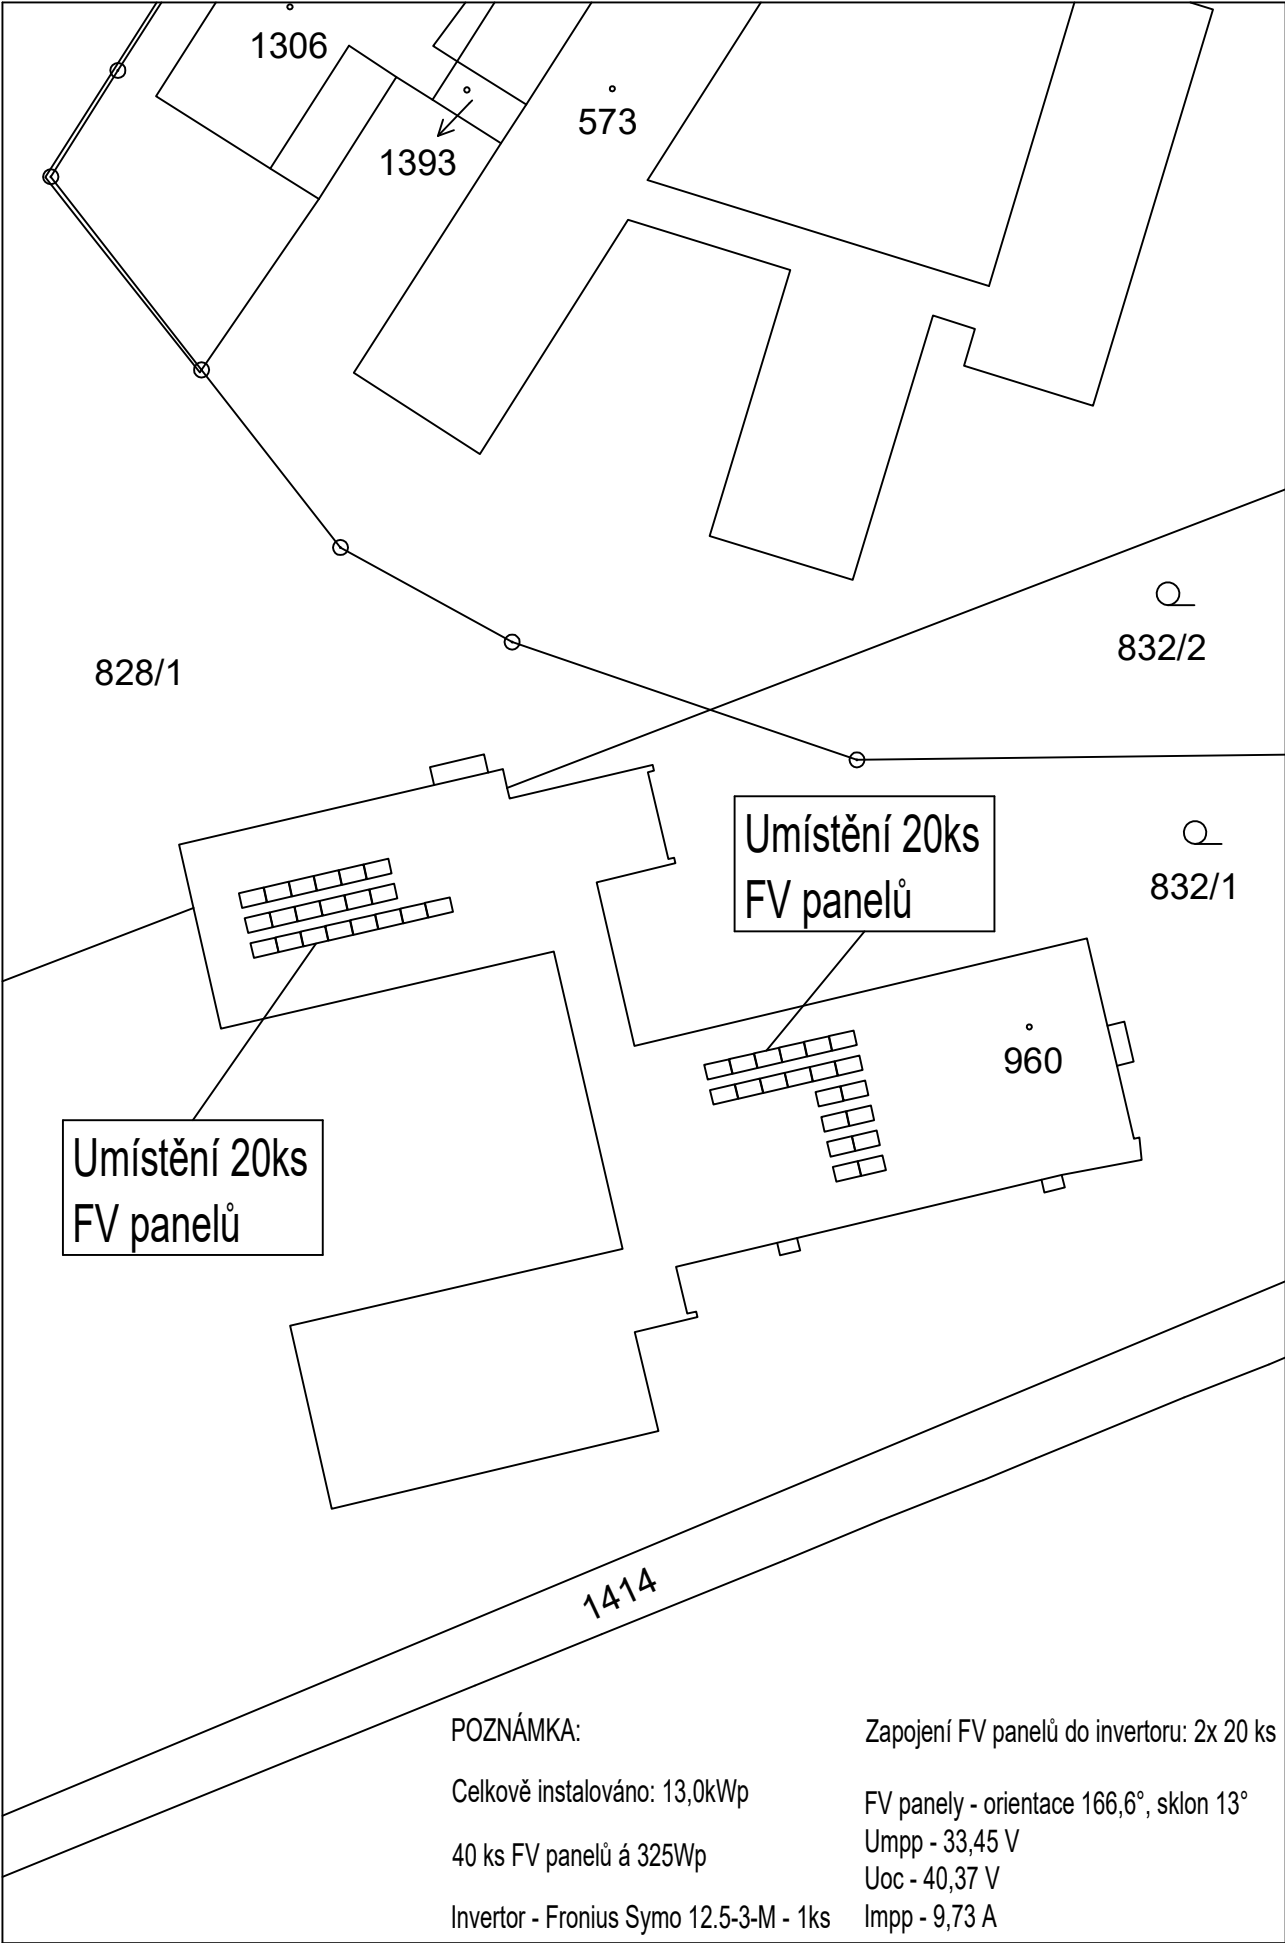 1306
573
1393
832/2
828/1
Umístění 20ks
FV panelů
832/1
960
Umístění 20ks
FV panelů
1414
POZNÁMKA:
Celkově instalováno: 13,0kWp
40 ks FV panelů á 325Wp
Invertor - Fronius Symo 12.5-3-M - 1ks
Zapojení FV panelů do invertoru: 2x 20 ks
FV panely - orientace 166,6°, sklon 13°
Umpp - 33,45 V
Uoc - 40,37 V
Impp - 9,73 A